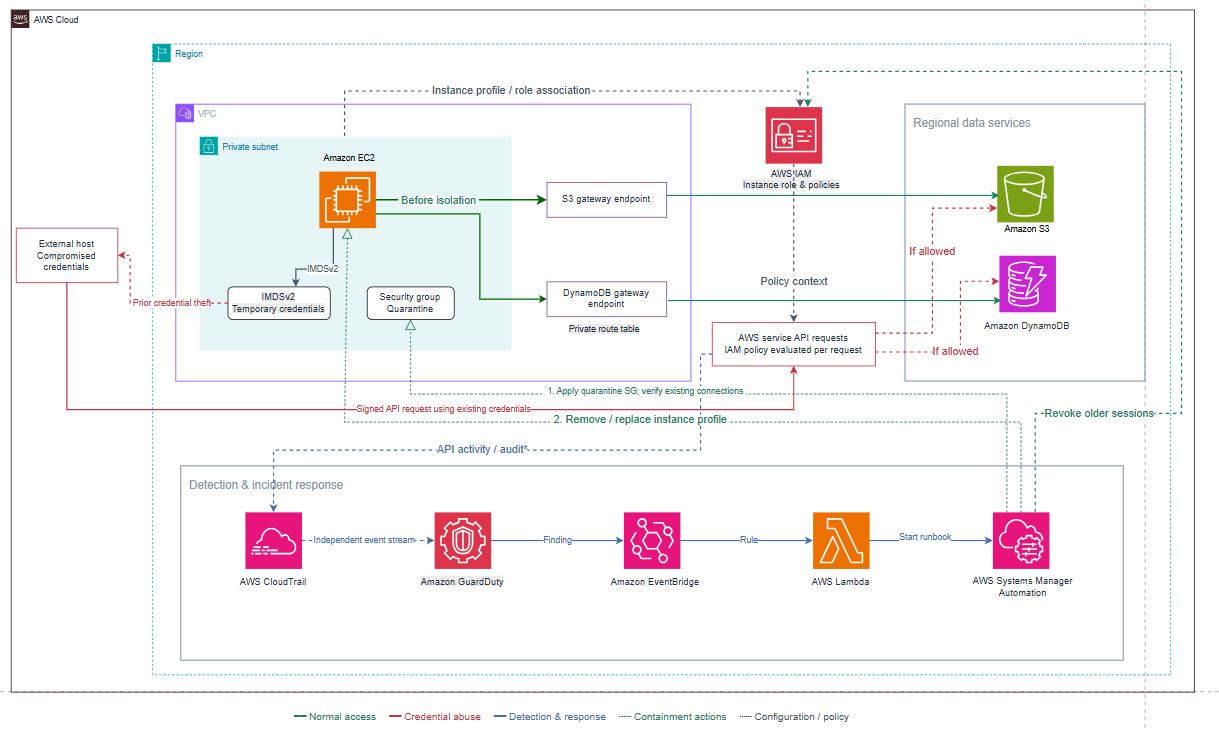 aws
AWS Cloud
Region
Instance profile / role association
VPC
Regional data services
Private subnet
Amazon EC2
AWS IAM
Instance role & policies
Before isolation
S3 gateway endpoint
Amazon S3
External host
Compromised
credentials
If allowed
IMDSv2
Policy context
IMDSv2
Temporary credentials
Prior credential theft
Security group
Quarantine
DynamoDB gateway
endpoint
Private route table
Amazon DynamoDB
AWS service API requests
IAM policy evaluated per request
If allowed
1. Apply quarantine SG; verify existing connections
Signed API request using existing credentials
2. Remove / replace instance profile
Revoke older sessions
API activity / audit*
Detection & incident response
Independent event stream
Finding
Rule
Start runbook
AWS CloudTrail
Amazon GuardDuty
Amazon EventBridge
AWS Lambda
AWS Systems Manager
Automation
Normal access
Credential abuse
Detection & response
Containment actions
Configuration / policy